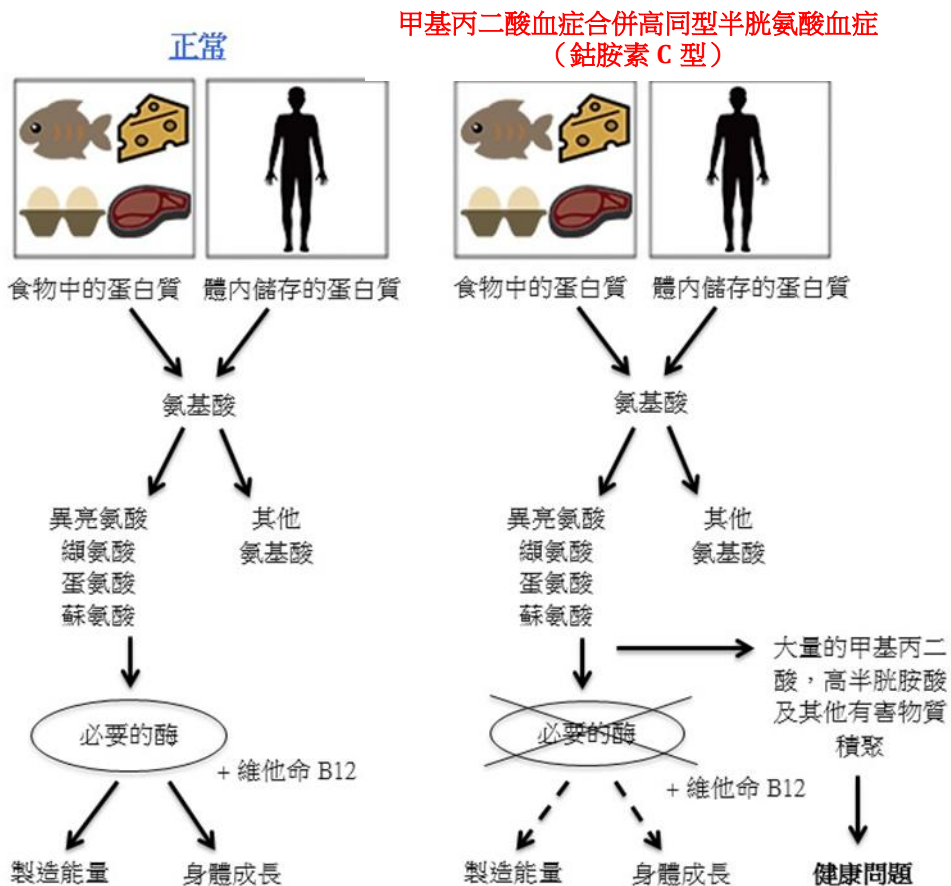 正常
甲基丙二酸血症合併高同型半胱氨酸血症
（鈷胺素 C 型）
食物中的蛋白質
體內儲存的蛋白質
氨基酸
異亮氨酸
纈氨酸
蛋氨酸
蘇氨酸
其他
氨基酸
必要的酶
+ 維他命 B12
製造能量
身體成長
食物中的蛋白質
體內儲存的蛋白質
氨基酸
異亮氨酸
纈氨酸
蛋氨酸
蘇氨酸
其他
氨基酸
大量的甲基丙二
酸，高半胱胺酸
及其他有害物質
積聚
必要的酶
+ 維他命 B12
製造能量
身體成長
健康問題